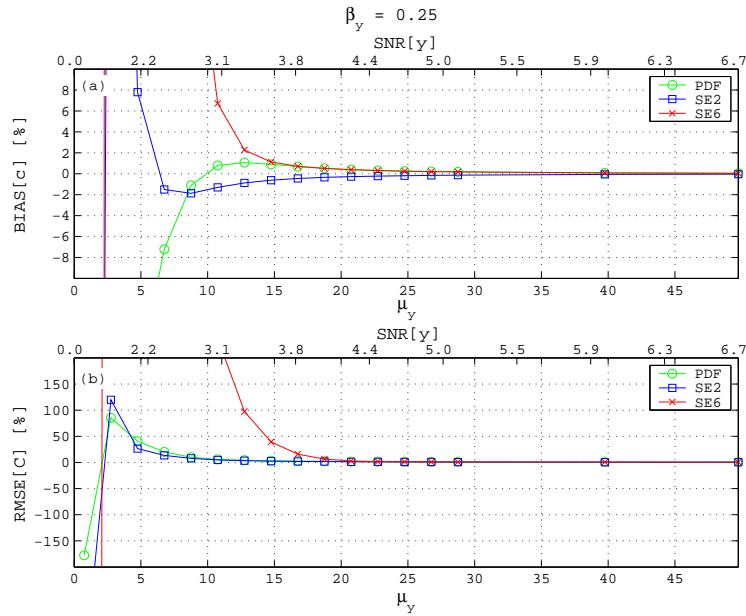 β_y = 0.25
SNR[y]
0.0 2.2 3.1 3.8 4.4 5.0 5.5 5.9 6.3 6.7
(a)
PDF
SE2
SE6
8
6
4
2
0
−2
−4
−6
−8
BIAS[c] [%]
0 5 10 15 20 25 30 35 40 45
μ_y
SNR[y]
0.0 2.2 3.1 3.8 4.4 5.0 5.5 5.9 6.3 6.7
(b)
PDF
SE2
SE6
150
100
50
0
−50
−100
−150
RMSE[C] [%]
0 5 10 15 20 25 30 35 40 45
μ_y